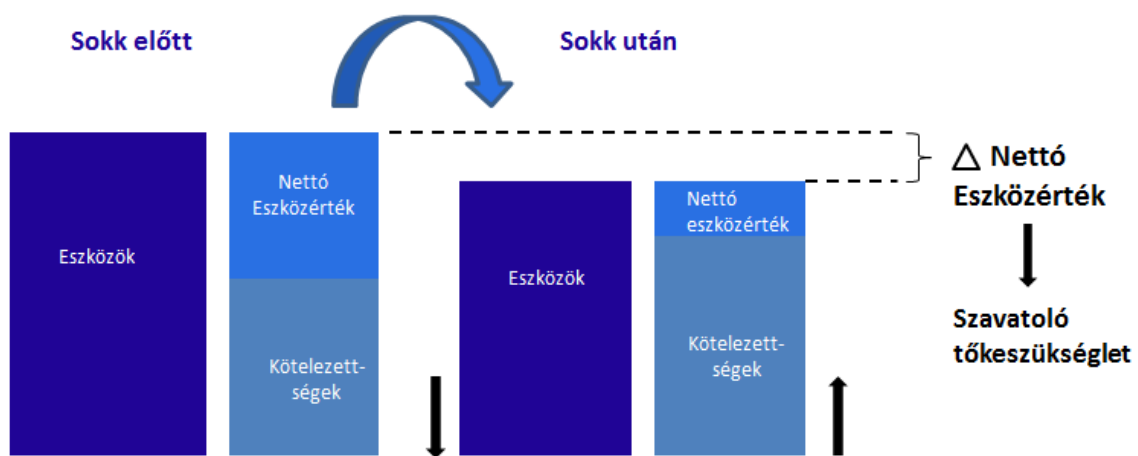 Sokk előtt
Sokk után
Eszközök
Nettó
Eszközérték
Kötelezett-
ségek
Eszközök
Nettó
eszközérték
Kötelezett-
ségek
△ Nettó
Eszközérték
Szavatoló
tőkeszükséglet